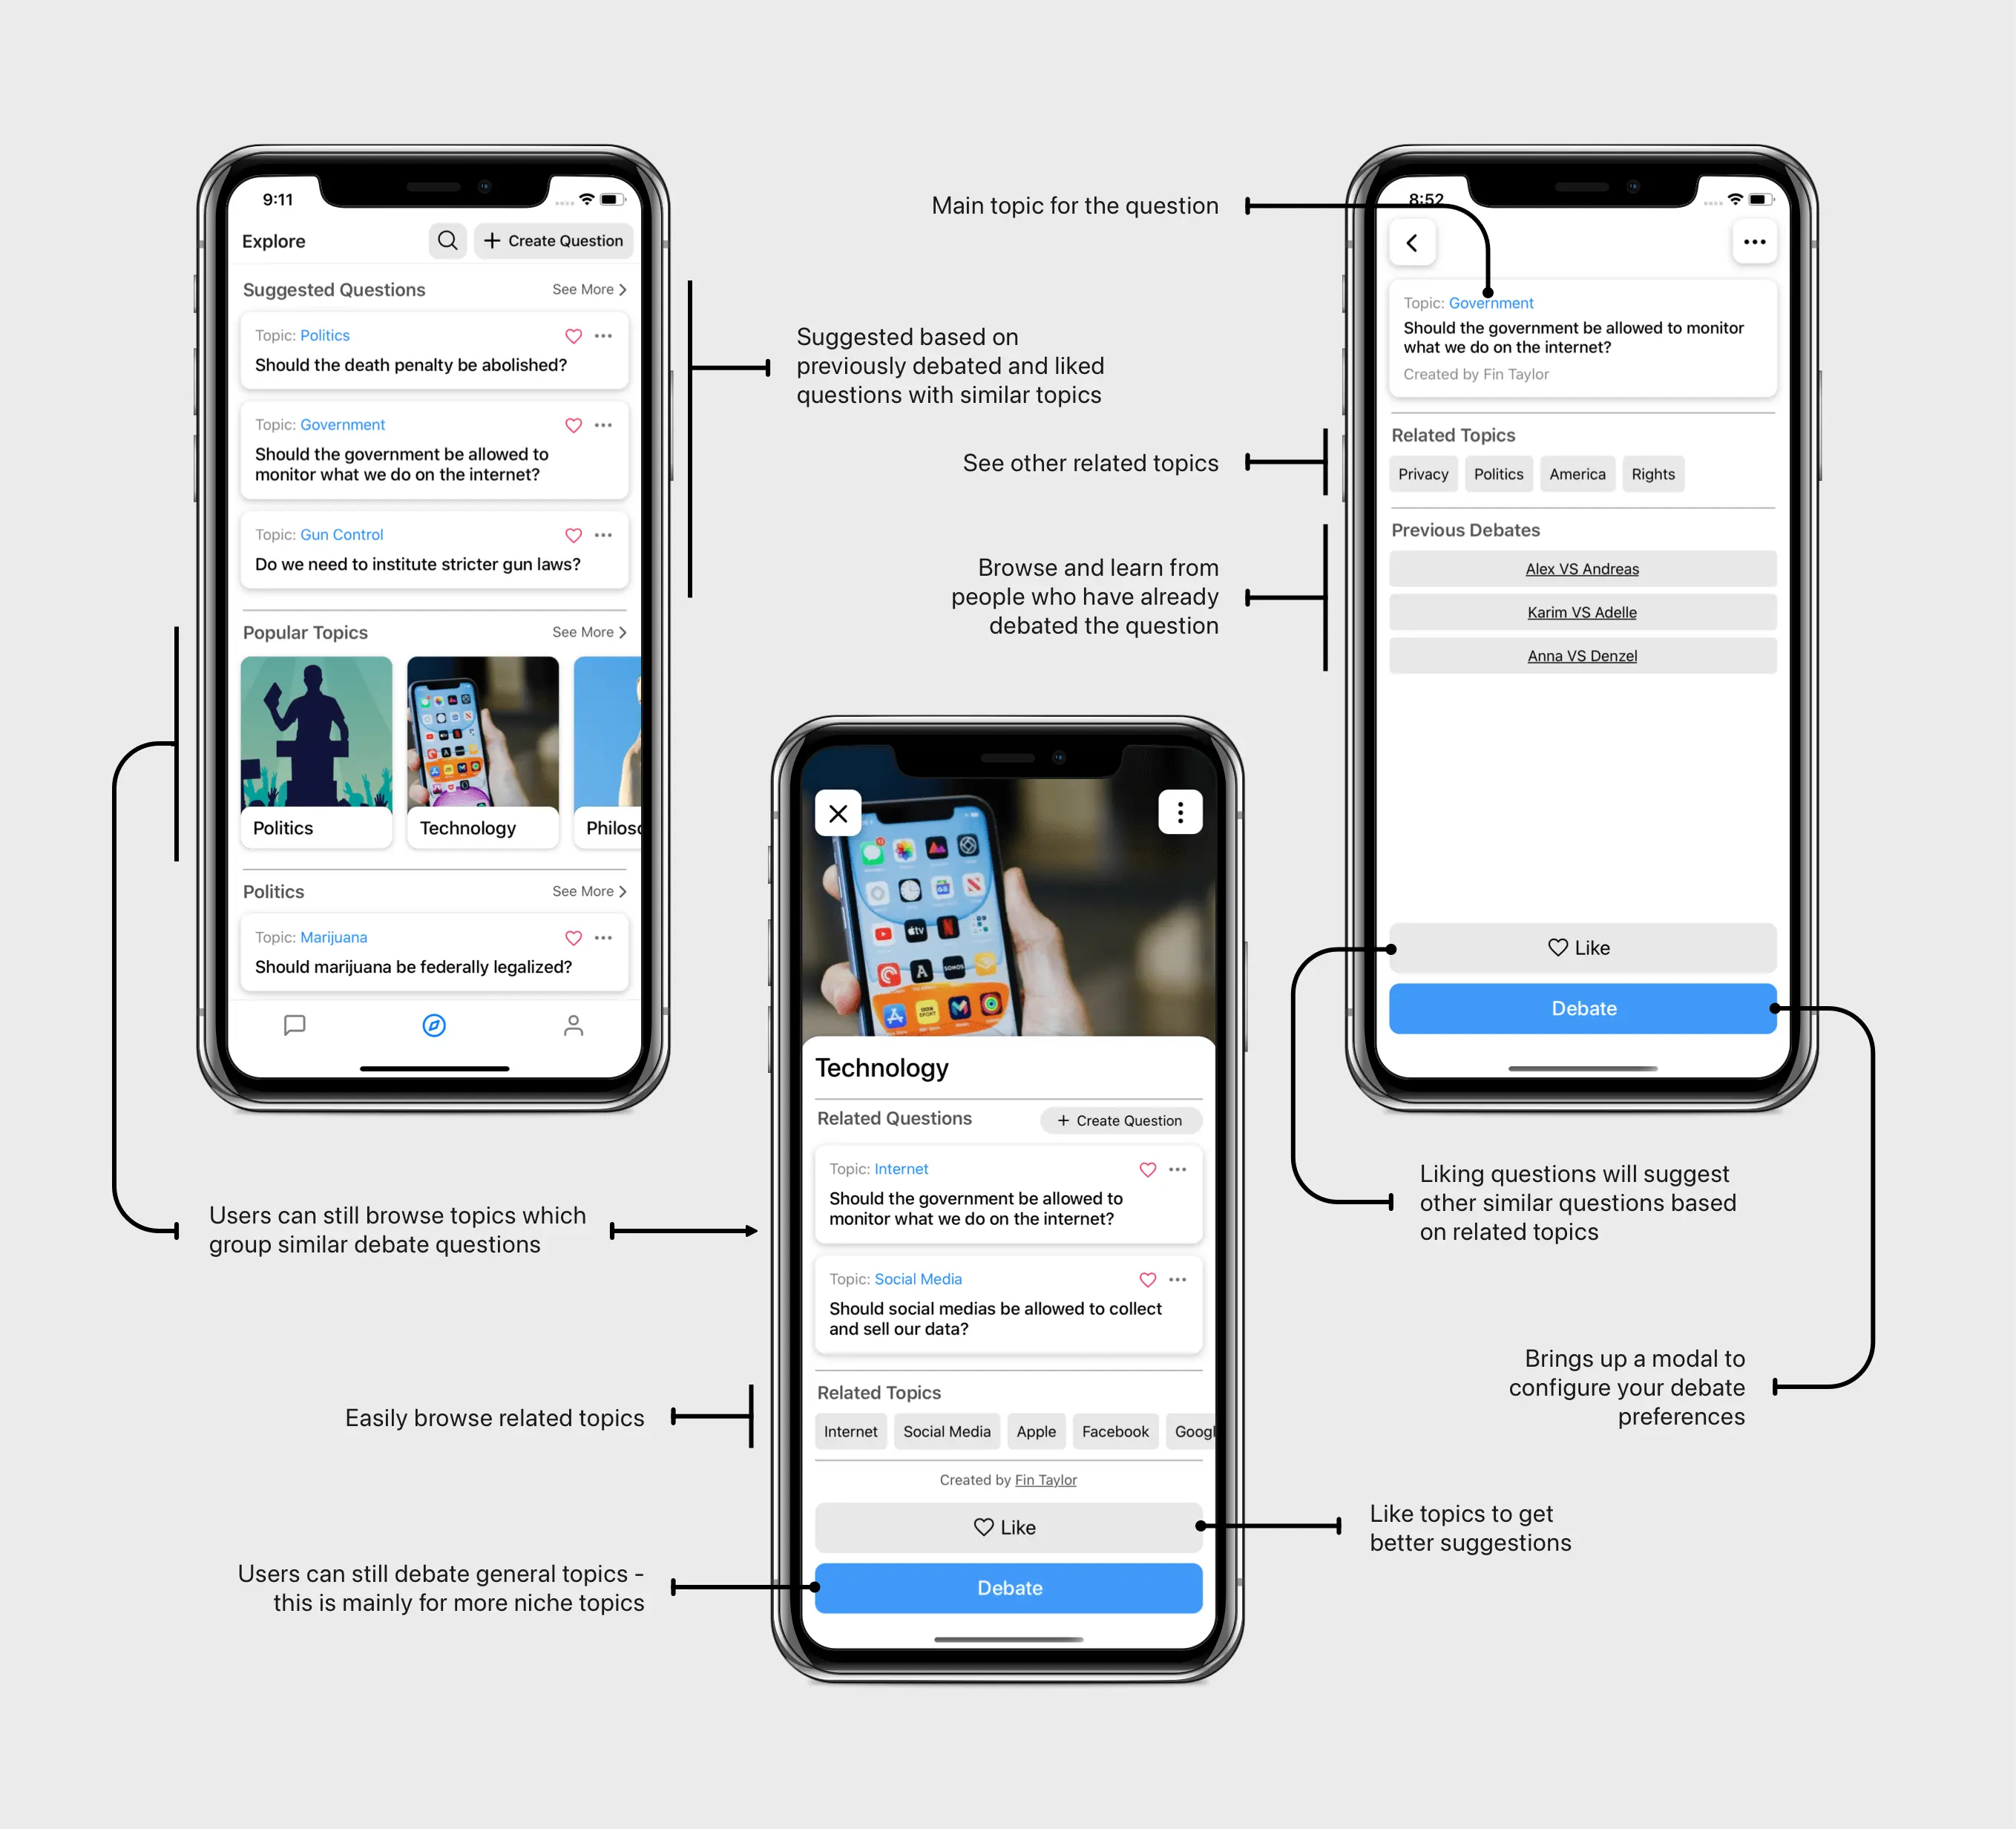 9:11
Explore
Create Question
Suggested Questions
See More
Topic: Politics
Should the death penalty be abolished?
Topic: Government
Should the government be allowed to
monitor what we do on the internet?
Topic: Gun Control
Do we need to institute stricter gun laws?
Popular Topics
See More
Politics
Technology
Philoso
Politics
See More
Topic: Marijuana
Should marijuana be federally legalized?
Suggested based on
previously debated and liked
questions with similar topics
Users can still browse topics which
group similar debate questions
Main topic for the question
See other related topics
Browse and learn from
people who have already
debated the question
8:52
Topic: Government
Should the government be allowed to monitor
what we do on the internet?
Created by Fin Taylor
Related Topics
Privacy
Politics
America
Rights
Previous Debates
Alex VS Andreas
Karim VS Adelle
Anna VS Denzel
Like
Debate
Liking questions will suggest
other similar questions based
on related topics
Brings up a modal to
configure your debate
preferences
tv
SONOS
Technology
Related Questions
Create Question
Topic: Internet
Should the government be allowed to
monitor what we do on the internet?
Topic: Social Media
Should social medias be allowed to collect
and sell our data?
Related Topics
Internet
Social Media
Apple
Facebook
Googl
Created by Fin Taylor
Like
Debate
Easily browse related topics
Users can still debate general topics -
this is mainly for more niche topics
Like topics to get
better suggestions